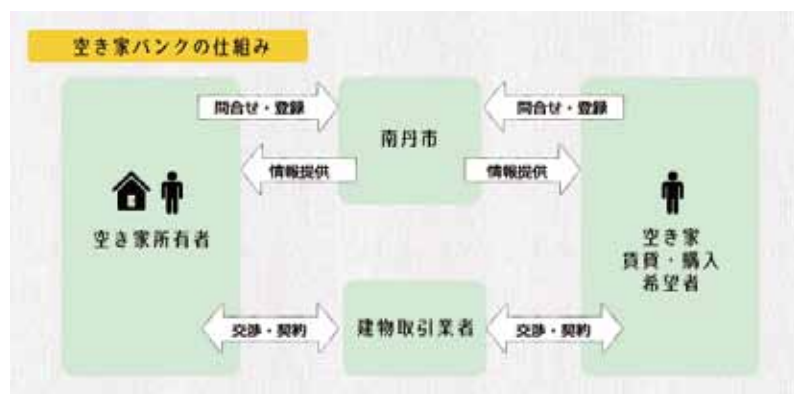 空き家バンクの仕組み
問合せ・登録
問合せ・登録
南丹市
情報提供
情報提供
空き家所有者
空き家
賃貸・購入
希望者
交渉・契約
建物取引業者
交渉・契約